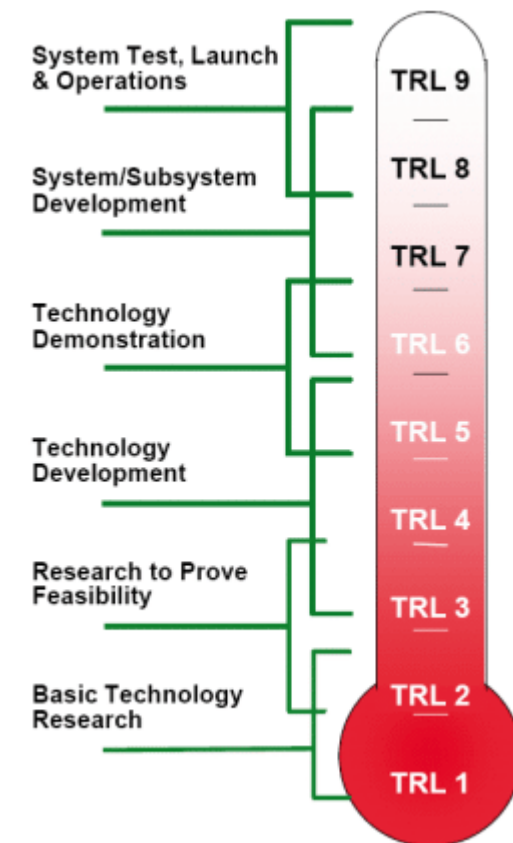 System Test, Launch
& Operations
System/Subsystem
Development
Technology
Demonstration
Technology
Development
Research to Prove
Feasibility
Basic Technology
Research
TRL 9
TRL 8
TRL 7
TRL 6
TRL 5
TRL 4
TRL 3
TRL 2
TRL 1